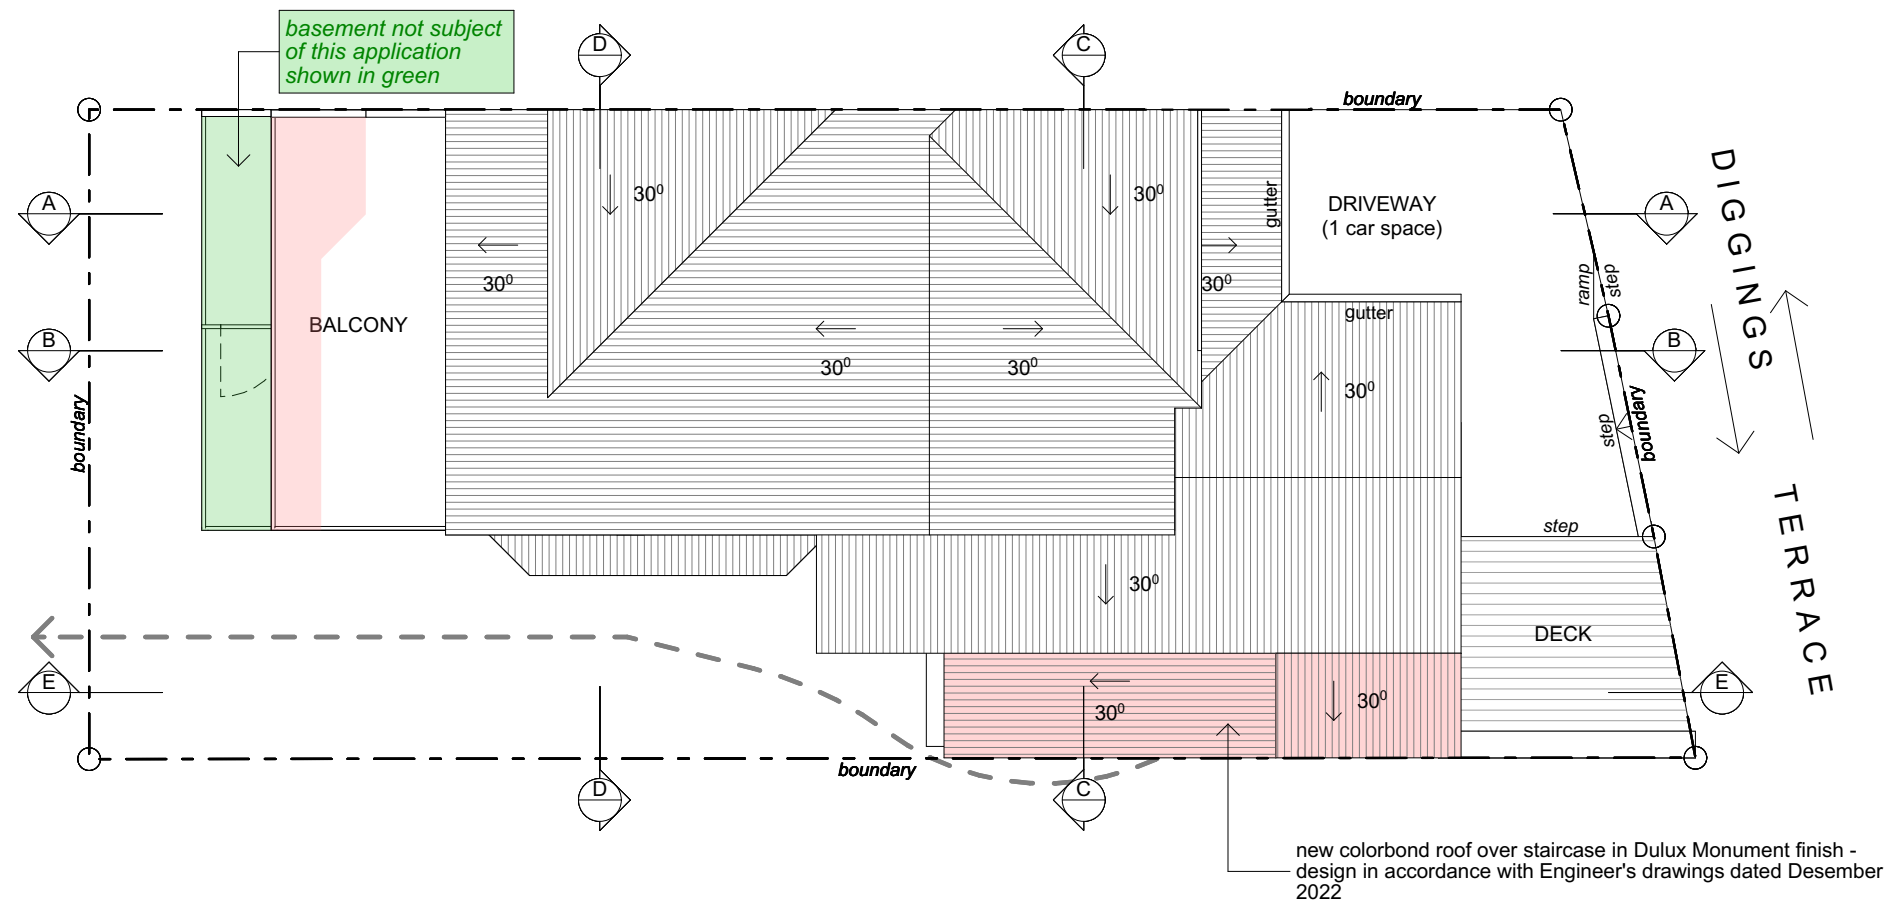 basement not subject
of this application
shown in green
D
C
boundary
A
30⁰
30⁰
gutter
DRIVEWAY
(1 car space)
A
DIGGINGS
30⁰
30⁰
ramp
step
gutter
BALCONY
B
30⁰
30⁰
30⁰
B
boundary
step
boundary
TERRACE
step
30⁰
DECK
E
30⁰
30⁰
E
boundary
D
C
new colorbond roof over staircase in Dulux Monument finish -
design in accordance with Engineer's drawings dated Desember
2022